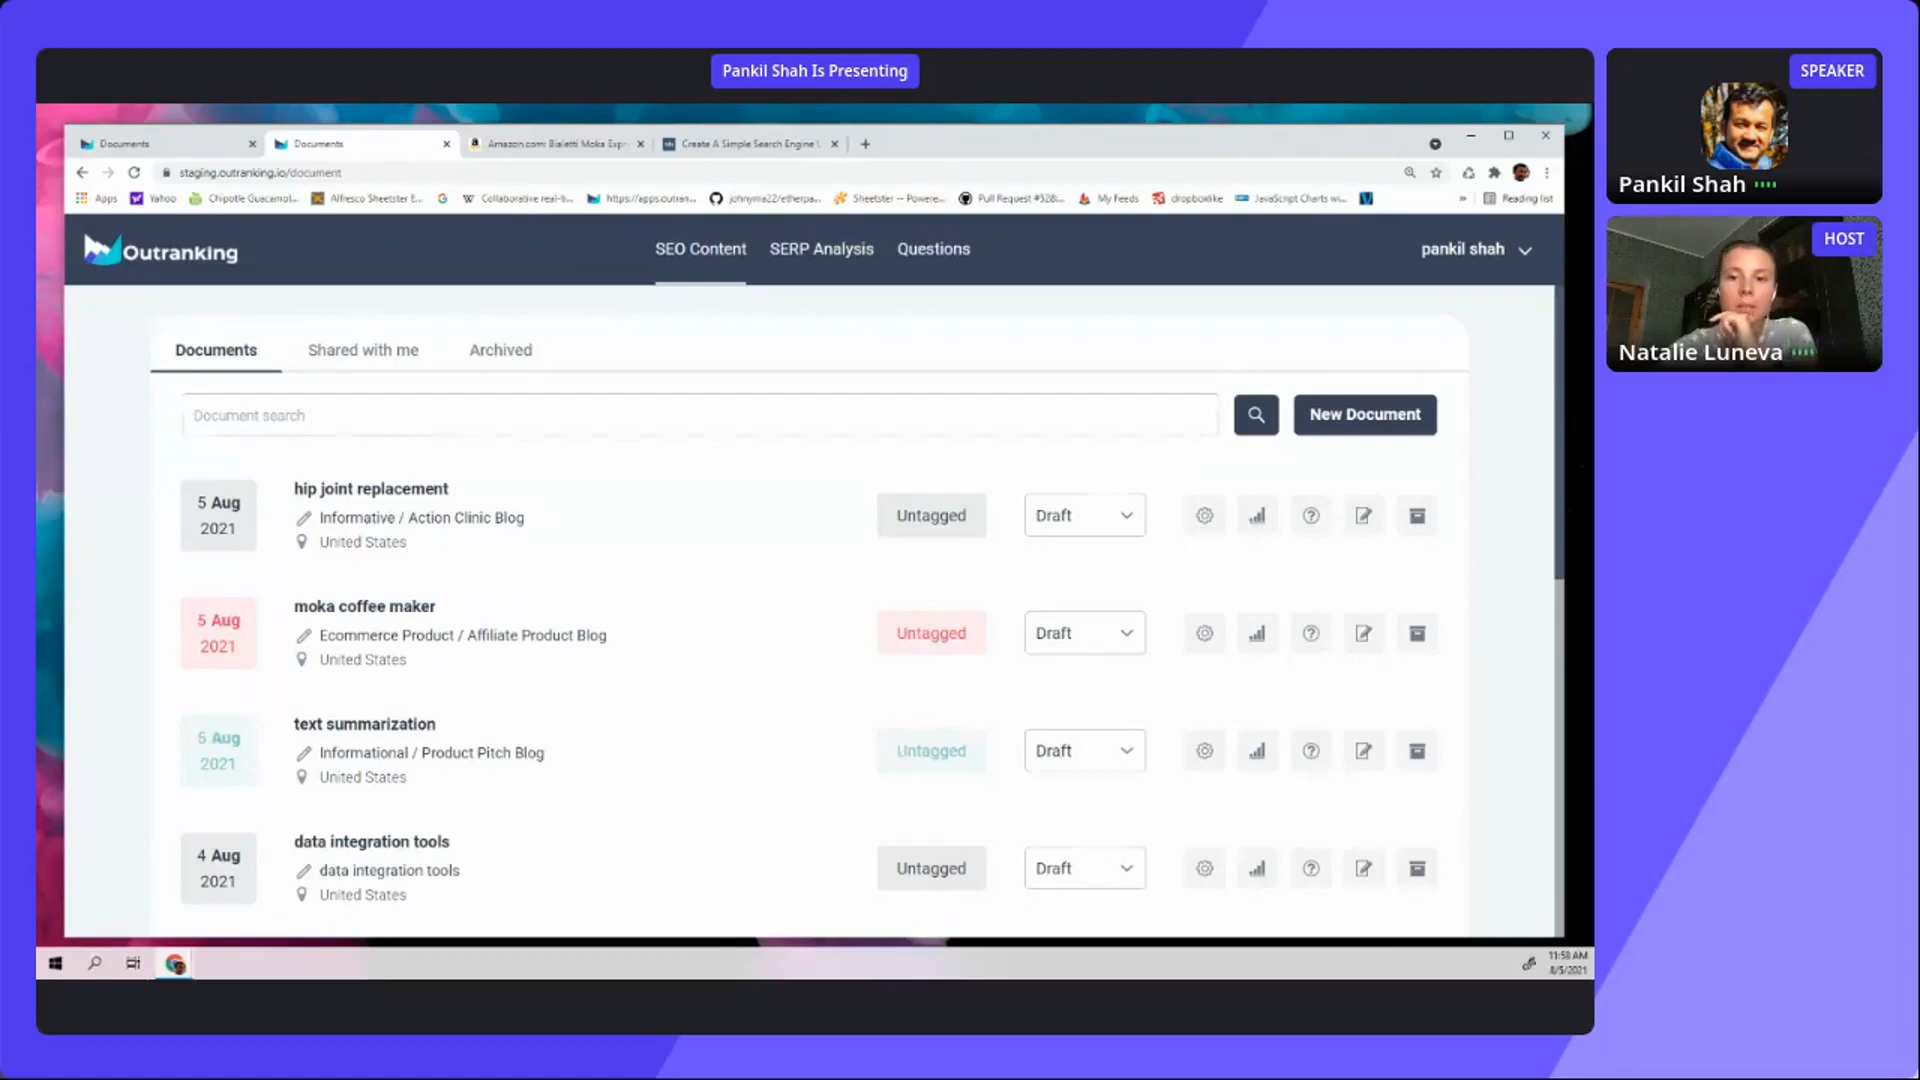 Pankil Shah Is Presenting
SPEAKER
Pankil Shah
HOST
Natalie Luneva
Documents
Documents
Amazon.com: Bialetti Moka Expr
Create A Simple Search Engine
staging.outranking.io/document
Apps
Yahoo
Chipotle Guacamol...
Alfresco Sheetster E...
Collaborative real-ti...
https://apps.outran...
johnyma22/etherpa...
Sheetster -- Powere...
Pull Request #528...
My Feeds
dropboxlike
JavaScript Charts wi...
»
Reading list
Outranking
SEO Content
SERP Analysis
Questions
pankil shah
Documents
Shared with me
Archived
Document search
New Document
5 Aug
2021
hip joint replacement
Informative / Action Clinic Blog
United States
Untagged
Draft
5 Aug
2021
moka coffee maker
Ecommerce Product / Affiliate Product Blog
United States
Untagged
Draft
5 Aug
2021
text summarization
Informational / Product Pitch Blog
United States
Untagged
Draft
4 Aug
2021
data integration tools
data integration tools
United States
Untagged
Draft
11:58 AM
8/5/2021